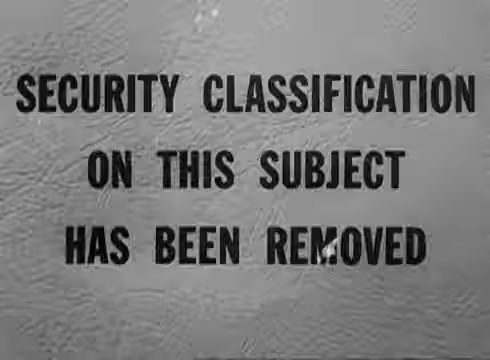 SECURITY CLASSIFICATION
ON THIS SUBJECT
HAS BEEN REMOVED